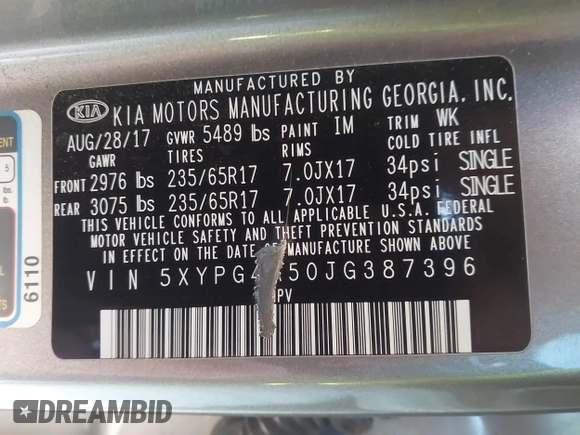 MANUFACTURED BY
KIA KIA MOTORS MANUFACTURING GEORGIA, INC.
AUG/28/17 GVWR 5489 lbs PAINT IM TRIM WK
GAWR TIRES RIMS COLD TIRE INFL
FRONT 2976 lbs 235/65R17 7.0JX17 34psi SINGLE
REAR 3075 lbs 235/65R17 7.0JX17 34psi SINGLE
THIS VEHICLE CONFORMS TO ALL APPLICABLE U.S.A. FEDERAL
MOTOR VEHICLE SAFETY AND THEFT PREVENTION STANDARDS
IN EFFECT ON THE DATE OF MANUFACTURE SHOWN ABOVE.
VIN 5XYPG4 50JG387396
6110
DREAMBID